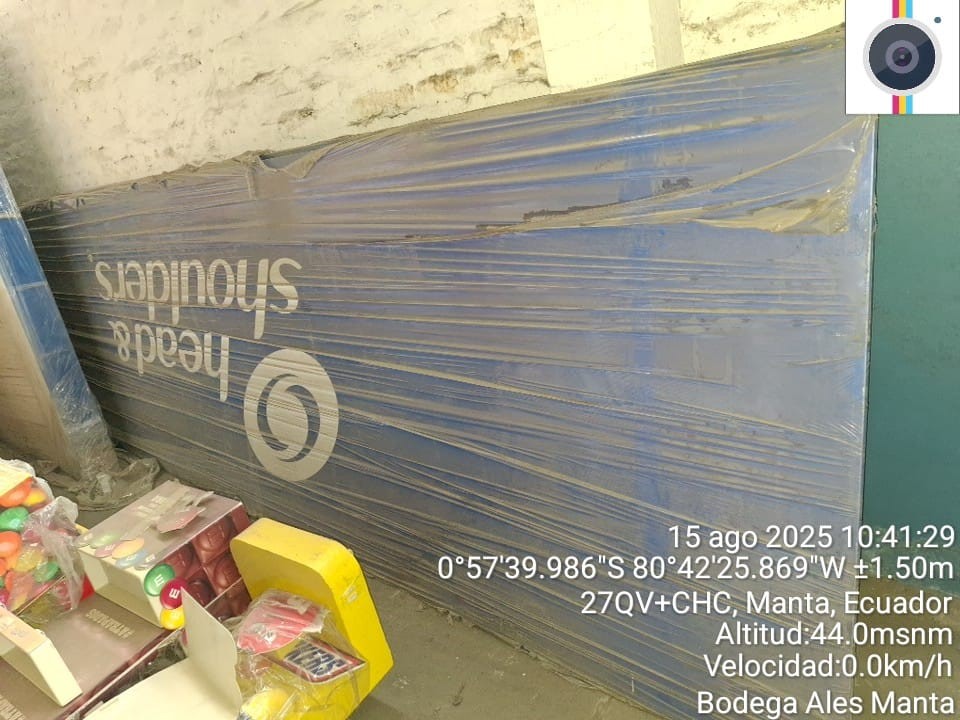 head&
shoulders
m
m
15 ago 2025 10:41:29
0°57'39.986"S 80°42'25.869"W ±1.50m
27QV+CHC, Manta, Ecuador
Altitud:44.0msnm
Velocidad:0.0km/h
Bodega Ales Manta